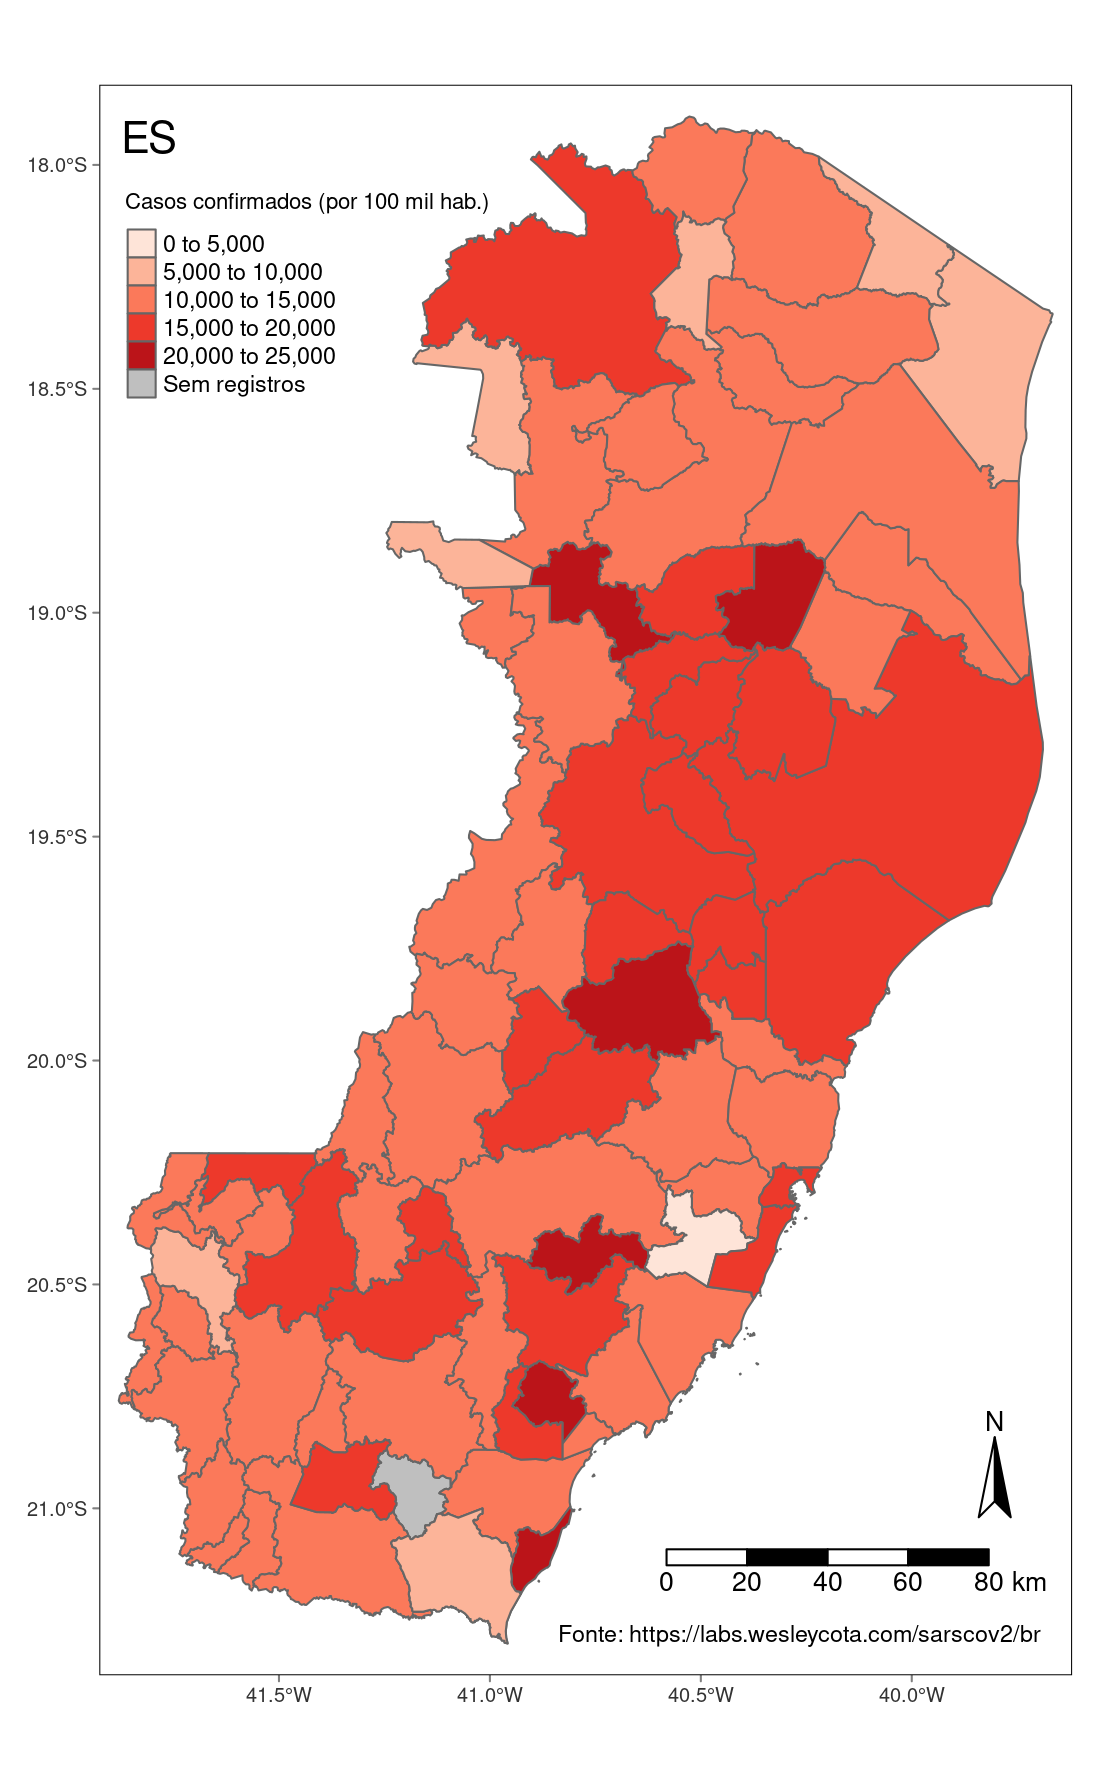 ES
Casos confirmados (por 100 mil hab.)
0 to 5,000
5,000 to 10,000
10,000 to 15,000
15,000 to 20,000
20,000 to 25,000
Sem registros
18.0°S
18.5°S
19.0°S
19.5°S
20.0°S
20.5°S
21.0°S
N
0 20 40 60 80 km
Fonte: https://labs.wesleycota.com/sarscov2/br
41.5°W 41.0°W 40.5°W 40.0°W